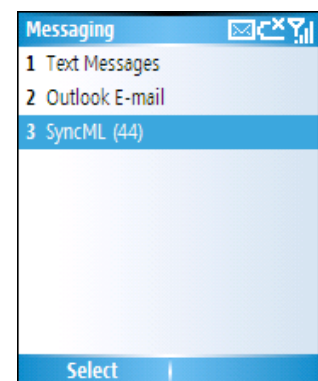 Messaging
1 Text Messages
2 Outlook E-mail
3 SyncML (44)
Select